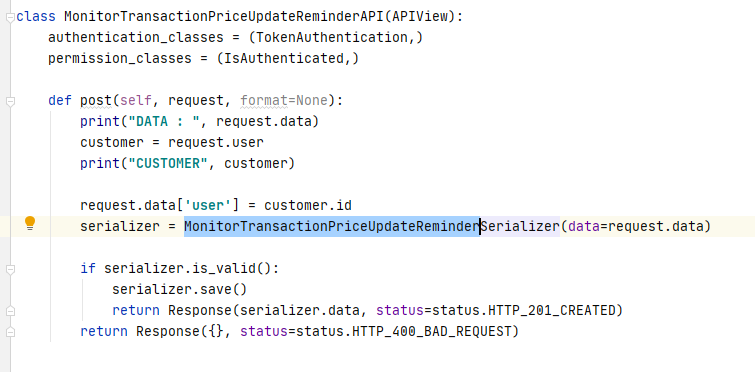 class MonitorTransactionPriceUpdateReminderAPI(APIView):
    authentication_classes = (TokenAuthentication,)
    permission_classes = (IsAuthenticated,)

    def post(self, request, format=None):
        print("DATA : ", request.data)
        customer = request.user
        print("CUSTOMER", customer)

        request.data['user'] = customer.id
        serializer = MonitorTransactionPriceUpdateReminderSerializer(data=request.data)

        if serializer.is_valid():
            serializer.save()
            return Response(serializer.data, status=status.HTTP_201_CREATED)
        return Response({}, status=status.HTTP_400_BAD_REQUEST)